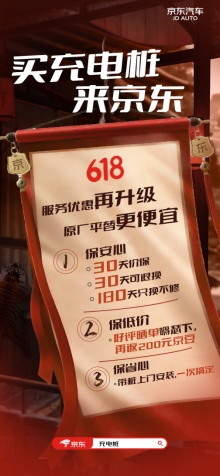 京东汽车
JD AUTO
买充电桩
来京东
京
东
618
服务优惠再升级
原厂平替更便宜
1 保安心
30天价保
30天可退换
180天只换不修
2 保低价
好评晒单嗨翻下,
再返200元京豆
3 保省心
带桩上门安装,一次搞定
京东
充电桩